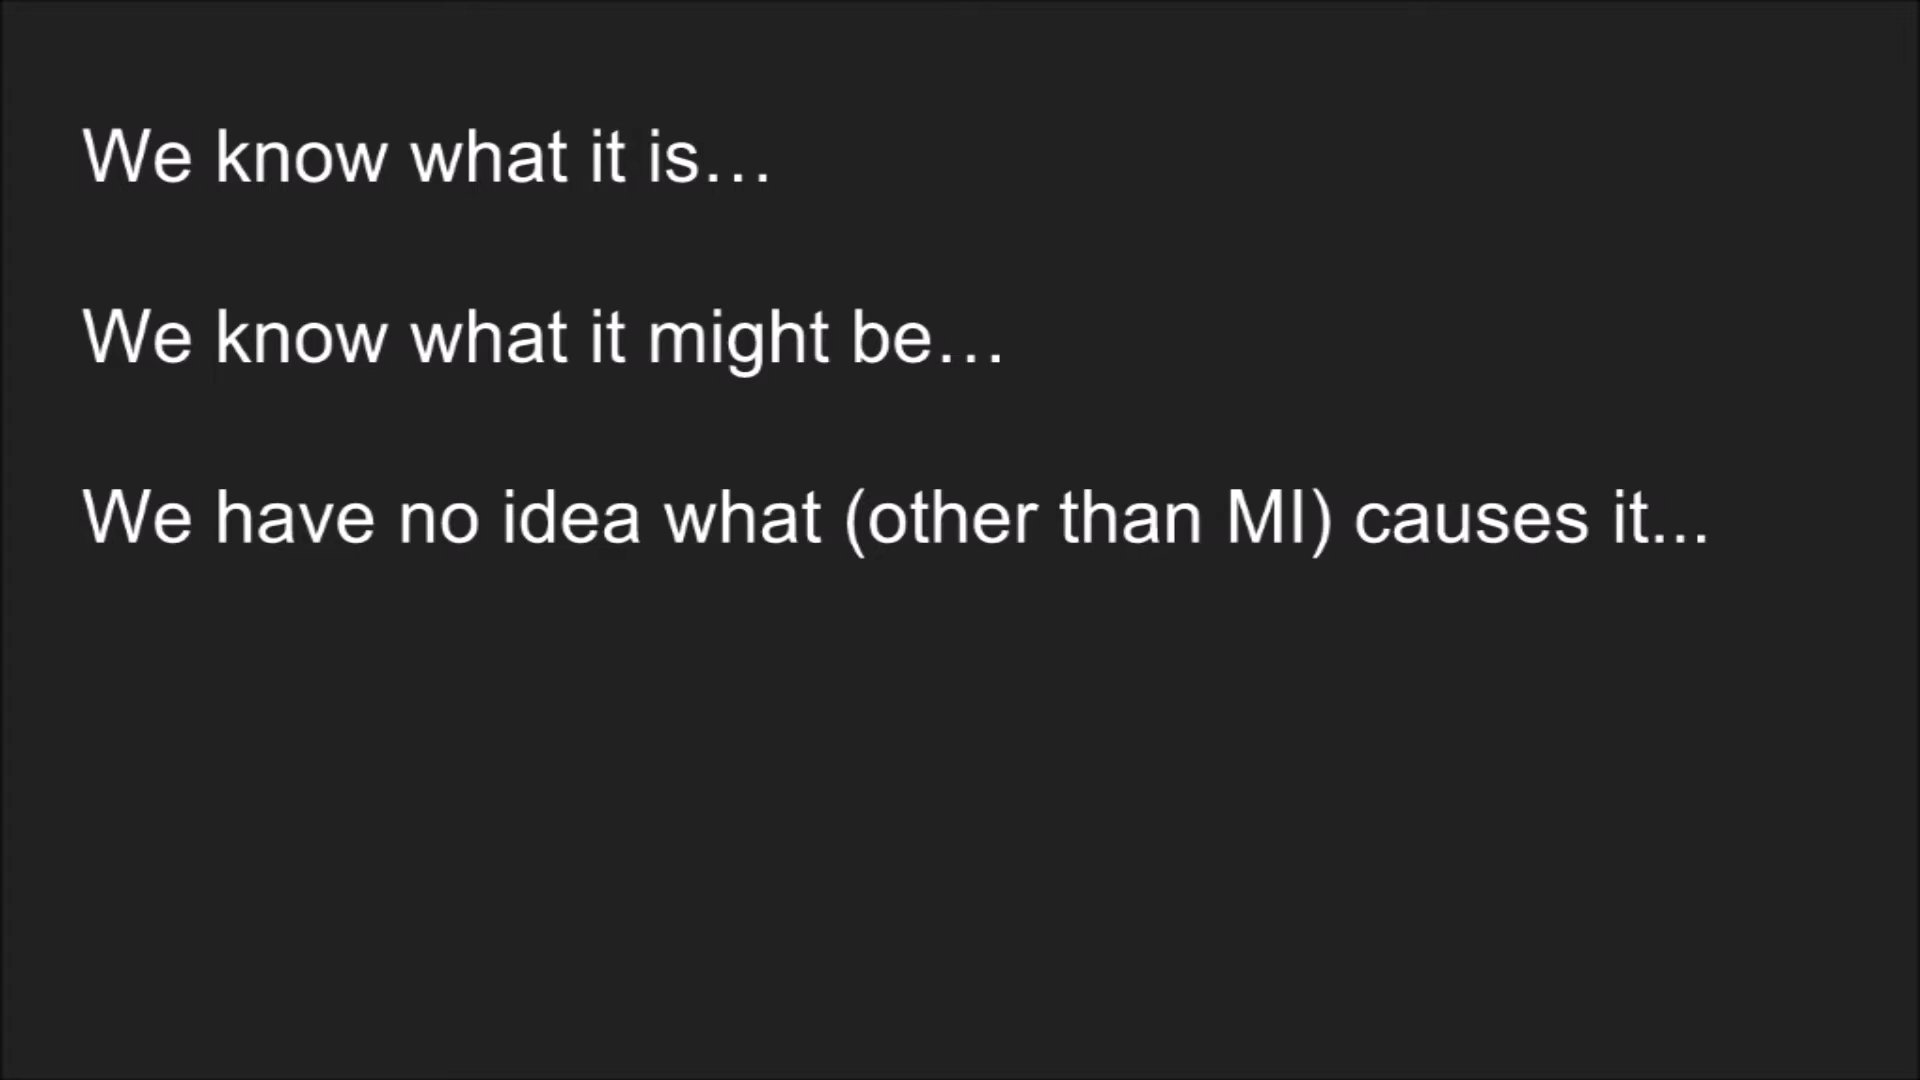 We know what it is…
We know what it might be…
We have no idea what (other than MI) causes it...